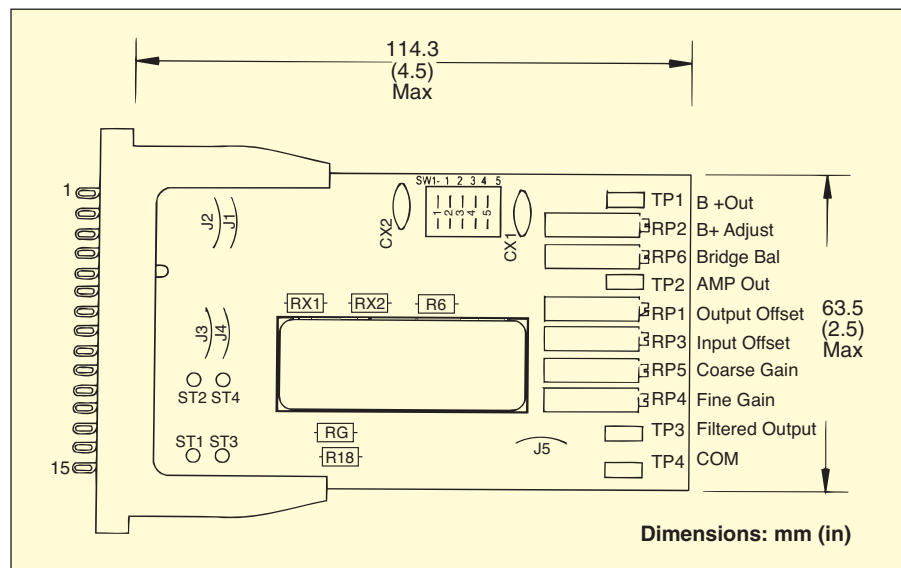 114.3
(4.5)
Max
SW1- 1 2 3 4 5
1 2 3 4 5
1
J2 J1
CX2
CX1
TP1 B +Out
RP2 B+ Adjust
RP6 Bridge Bal
TP2 AMP Out
RX1 RX2 R6
RP1 Output Offset
63.5
(2.5)
Max
J3 J4
RP3 Input Offset
RP5 Coarse Gain
ST2 ST4
RP4 Fine Gain
RG
TP3 Filtered Output
ST1 ST3
R18
J5
15
TP4 COM
Dimensions: mm (in)